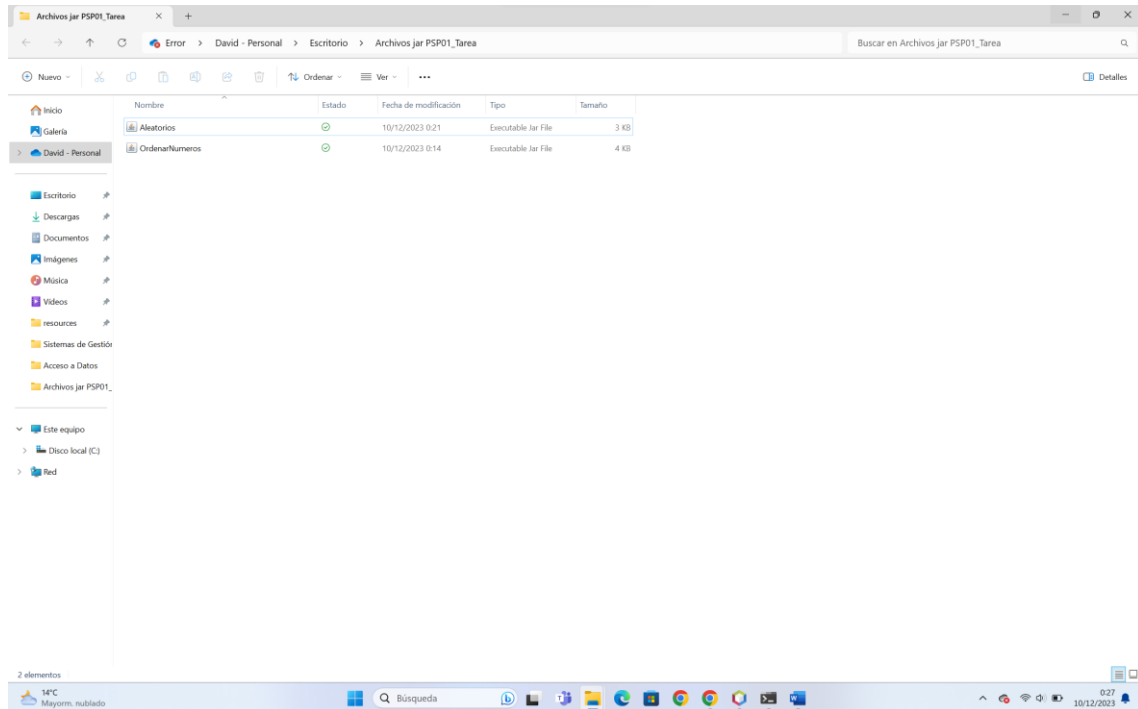 Archivos jar PSP01_Tarea
Error > David - Personal > Escritorio > Archivos jar PSP01_Tarea
Buscar en Archivos jar PSP01_Tarea
Nuevo
Ordenar
Ver
Detalles
Inicio
Galería
David - Personal
Escritorio
Descargas
Documentos
Imágenes
Música
Vídeos
resources
Sistemas de Gestión
Acceso a Datos
Archivos jar PSP01_
Este equipo
Disco local (C:)
Red
Nombre Estado Fecha de modificación Tipo Tamaño
Aleatorios 10/12/2023 0:21 Executable Jar File 3 KB
OrdenarNumeros 10/12/2023 0:14 Executable Jar File 4 KB
2 elementos
14°C
Mayorm. nublado
Búsqueda
0:27
10/12/2023